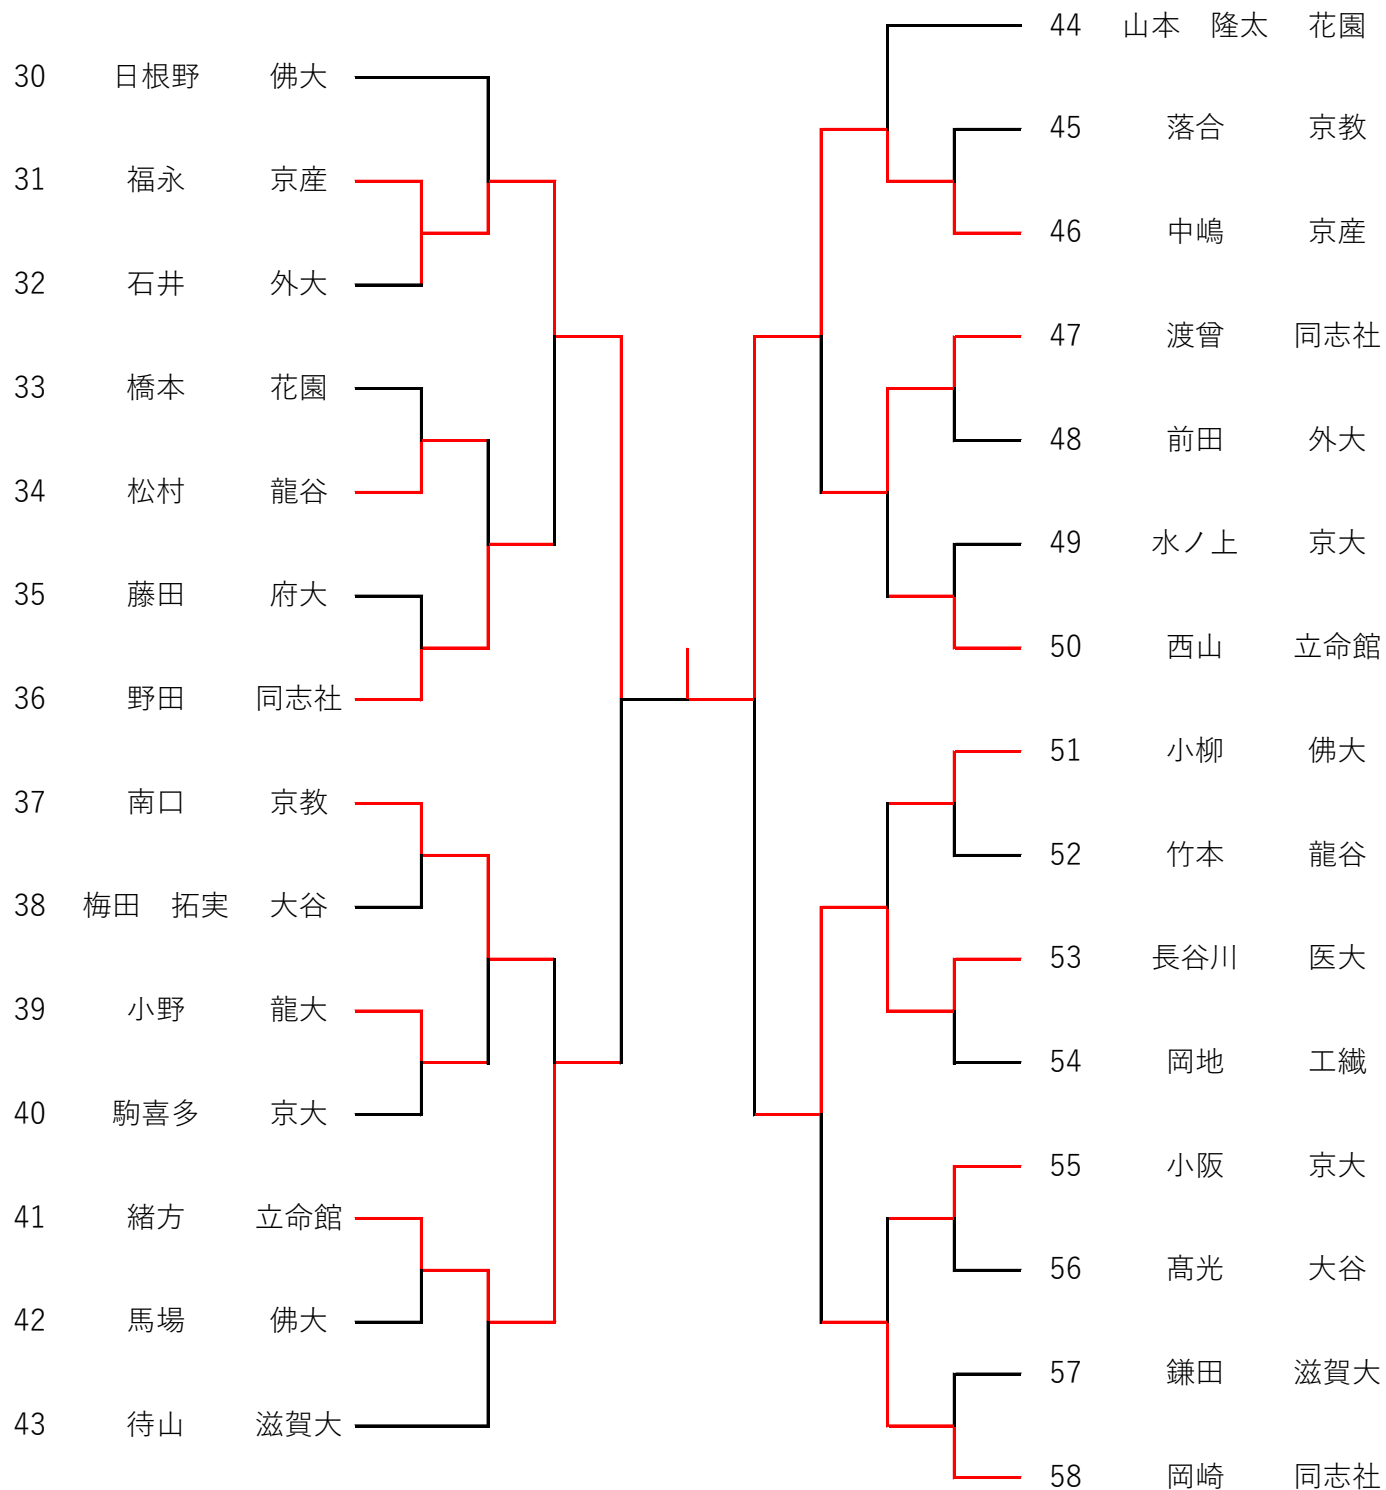 30 日根野 佛大
31 福永 京産
32 石井 外大
33 橋本 花園
34 松村 龍谷
35 藤田 府大
36 野田 同志社
37 南口 京教
38 梅田　拓実 大谷
39 小野 龍大
40 駒喜多 京大
41 緒方 立命館
42 馬場 佛大
43 待山 滋賀大
44 山本　隆太 花園
45 落合 京教
46 中嶋 京産
47 渡曾 同志社
48 前田 外大
49 水ノ上 京大
50 西山 立命館
51 小柳 佛大
52 竹本 龍谷
53 長谷川 医大
54 岡地 工繊
55 小阪 京大
56 髙光 大谷
57 鎌田 滋賀大
58 岡崎 同志社